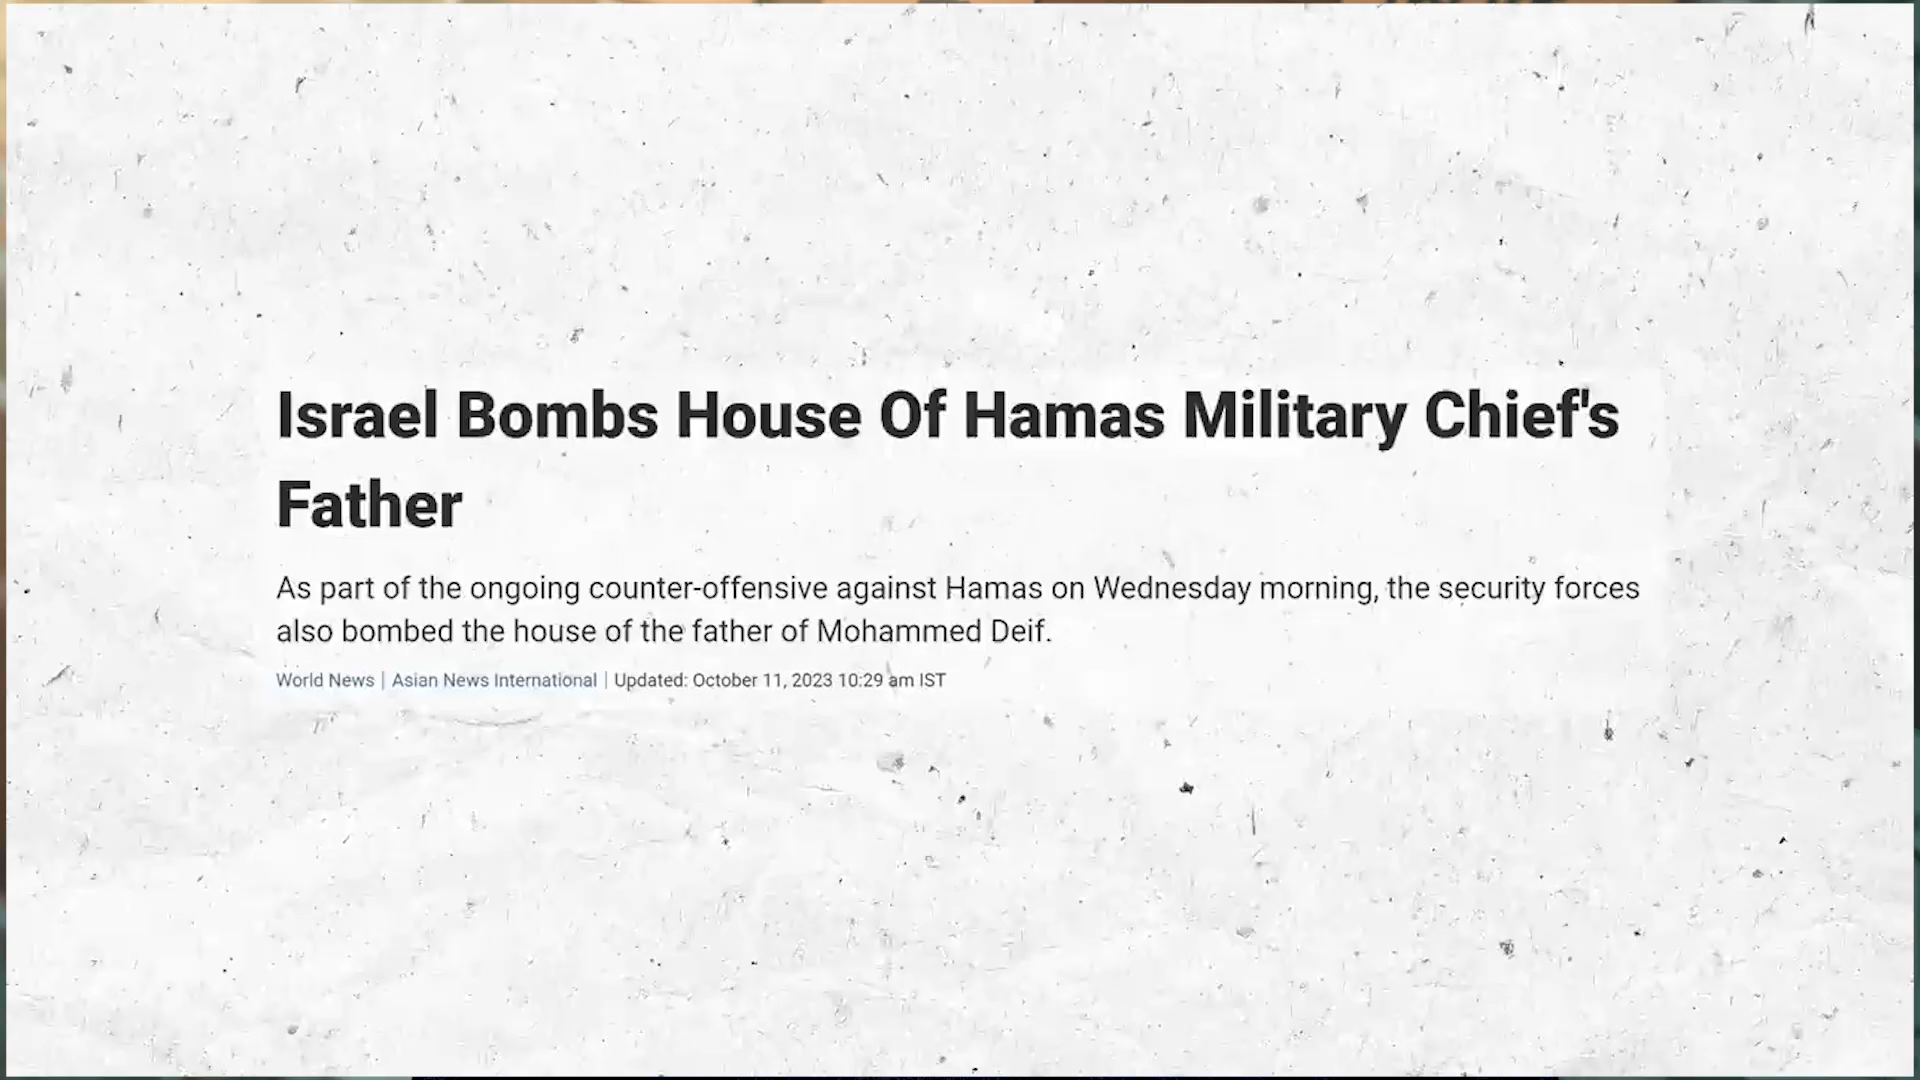 Israel Bombs House Of Hamas Military Chief's
Father
As part of the ongoing counter-offensive against Hamas on Wednesday morning, the security forces
also bombed the house of the father of Mohammed Deif.
World News | Asian News International | Updated: October 11, 2023 10:29 am IST